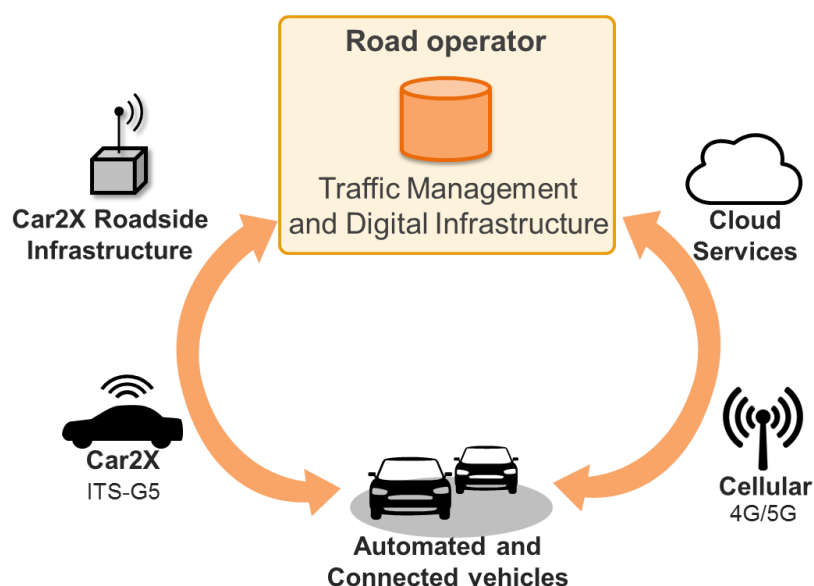 Road operator
Traffic Management
and Digital Infrastructure
Car2X Roadside
Infrastructure
Cloud
Services
Car2X
ITS-G5
Cellular
4G/5G
Automated and
Connected vehicles